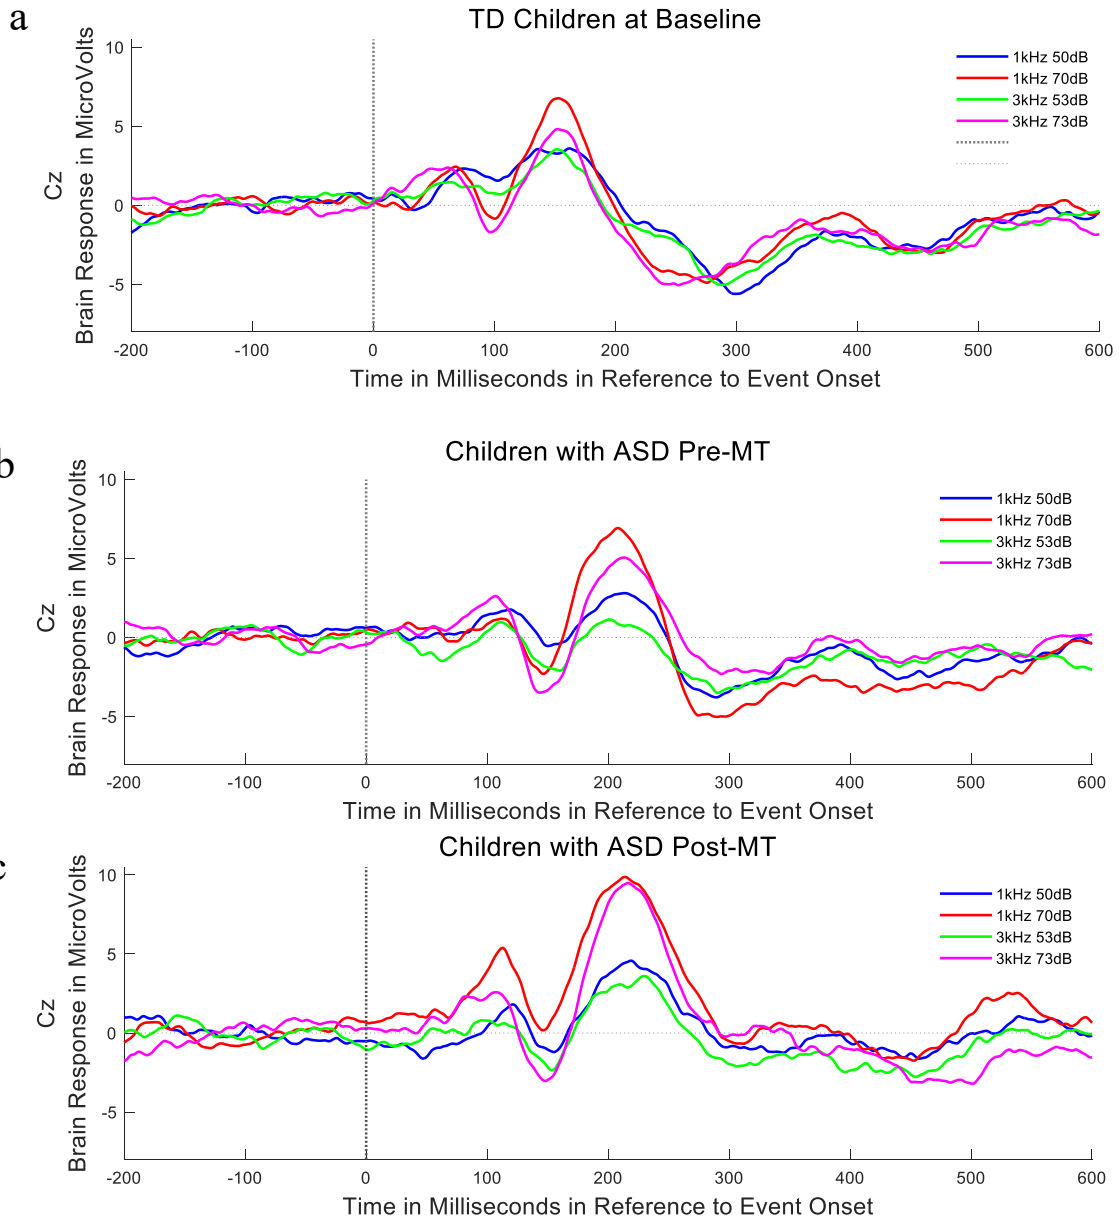 a
TD Children at Baseline
Cz
Brain Response in MicroVolts
10
5
0
-5
1kHz 50dB
1kHz 70dB
3kHz 53dB
3kHz 73dB
-200 -100 0 100 200 300 400 500 600
Time in Milliseconds in Reference to Event Onset
b
Children with ASD Pre-MT
Cz
Brain Response in MicroVolts
10
5
0
-5
1kHz 50dB
1kHz 70dB
3kHz 53dB
3kHz 73dB
-200 -100 0 100 200 300 400 500 600
Time in Milliseconds in Reference to Event Onset
c
Children with ASD Post-MT
Cz
Brain Response in MicroVolts
10
5
0
-5
1kHz 50dB
1kHz 70dB
3kHz 53dB
3kHz 73dB
-200 -100 0 100 200 300 400 500 600
Time in Milliseconds in Reference to Event Onset